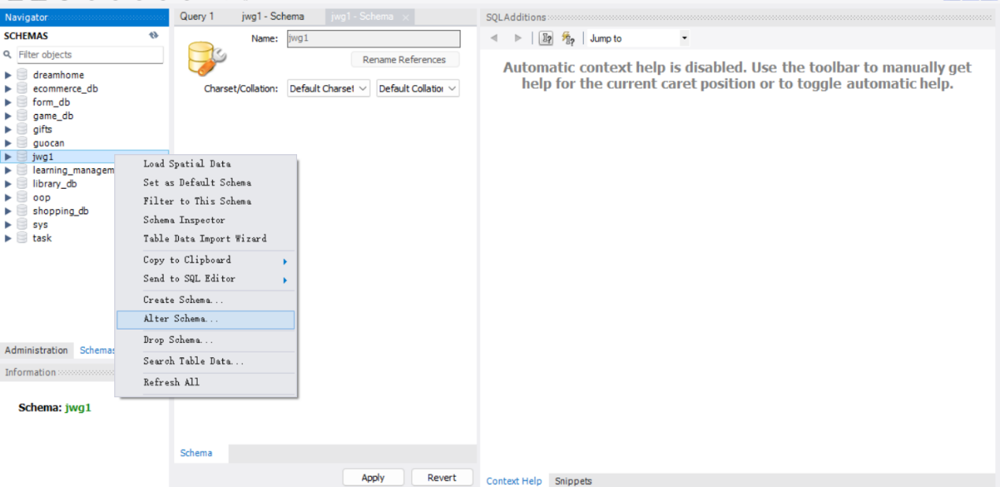 Navigator
SCHEMAS
Filter objects
dreamhome
ecommerce_db
form_db
game_db
gifts
guocan
jwg1
learning_managem
library_db
oop
shopping_db
sys
task
Administration Schemas
Information
Schema: jwg1
Load Spatial Data
Set as Default Schema
Filter to This Schema
Schema Inspector
Table Data Import Wizard
Copy to Clipboard
Send to SQL Editor
Create Schema...
Alter Schema...
Drop Schema...
Search Table Data...
Refresh All
Query 1 jwg1 - Schema jwg1 - Schema
Name: jwg1
Rename References
Charset/Collation: Default Charset Default Collation
Schema
Apply Revert
SQLAdditions
Jump to
Automatic context help is disabled. Use the toolbar to manually get
help for the current caret position or to toggle automatic help.
Context Help Snippets